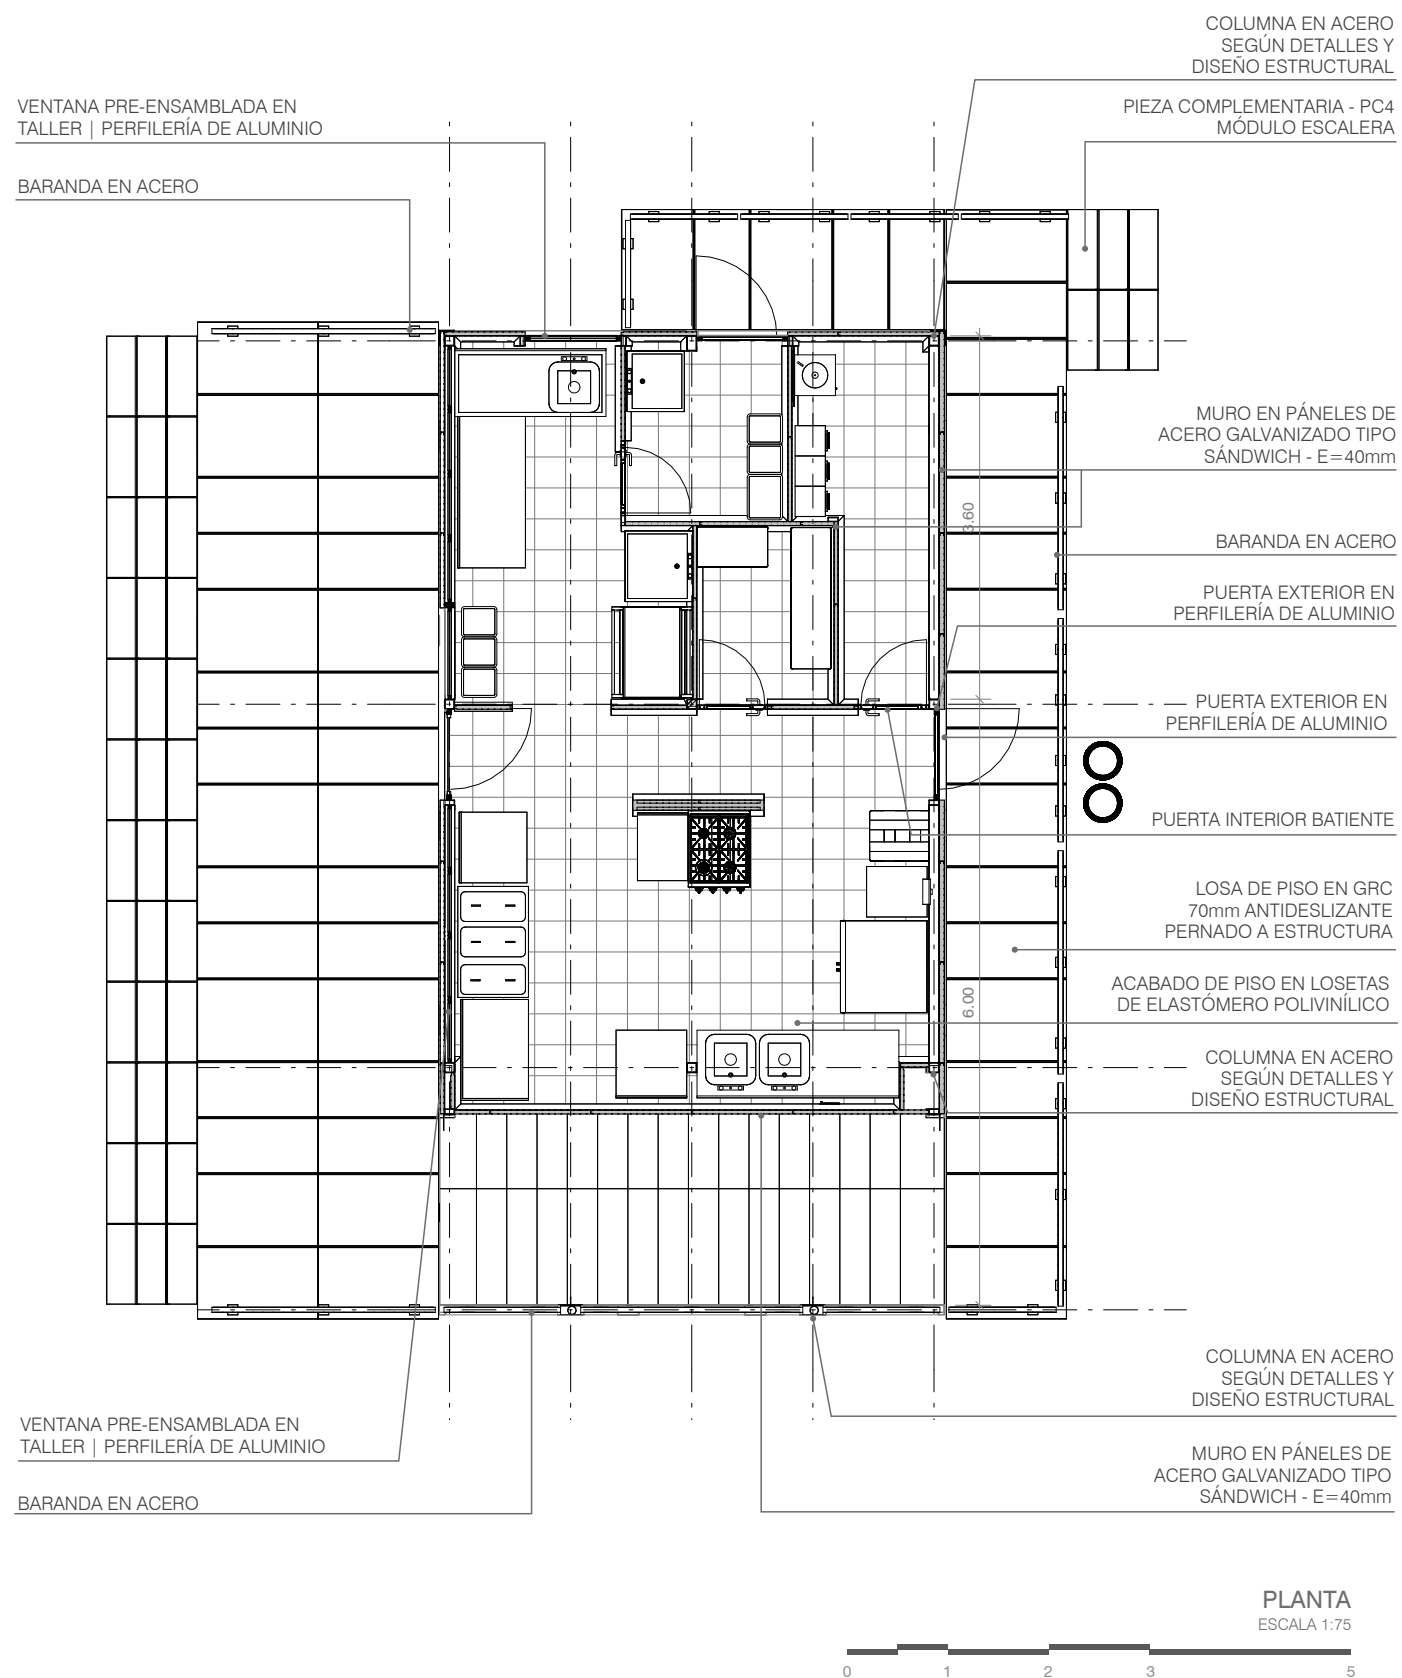 COLUMNA EN ACERO
SEGÚN DETALLES Y
DISEÑO ESTRUCTURAL
VENTANA PRE-ENSAMBLADA EN
TALLER | PERFILERÍA DE ALUMINIO
PIEZA COMPLEMENTARIA - PC4
MÓDULO ESCALERA
BARANDA EN ACERO
MURO EN PÁNELES DE
ACERO GALVANIZADO TIPO
SÁNDWICH - E=40mm
3.60
BARANDA EN ACERO
PUERTA EXTERIOR EN
PERFILERÍA DE ALUMINIO
PUERTA EXTERIOR EN
PERFILERÍA DE ALUMINIO
PUERTA INTERIOR BATIENTE
LOSA DE PISO EN GRC
70mm ANTIDESLIZANTE
PERNADO A ESTRUCTURA
ACABADO DE PISO EN LOSETAS
DE ELASTÓMERO POLIVINÍLICO
6.00
COLUMNA EN ACERO
SEGÚN DETALLES Y
DISEÑO ESTRUCTURAL
COLUMNA EN ACERO
SEGÚN DETALLES Y
DISEÑO ESTRUCTURAL
VENTANA PRE-ENSAMBLADA EN
TALLER | PERFILERÍA DE ALUMINIO
MURO EN PÁNELES DE
ACERO GALVANIZADO TIPO
SÁNDWICH - E=40mm
BARANDA EN ACERO
PLANTA
ESCALA 1:75
0 1 2 3 5